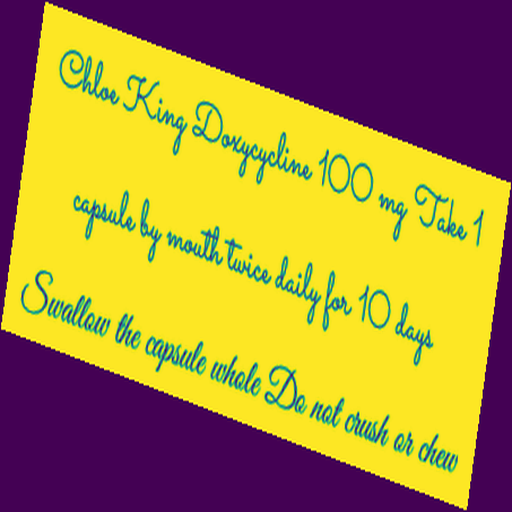 Chloe King Doxycycline 100 mg Take 1
capsule by mouth twice daily for 10 days
Swallow the capsule whole Do not crush or chew